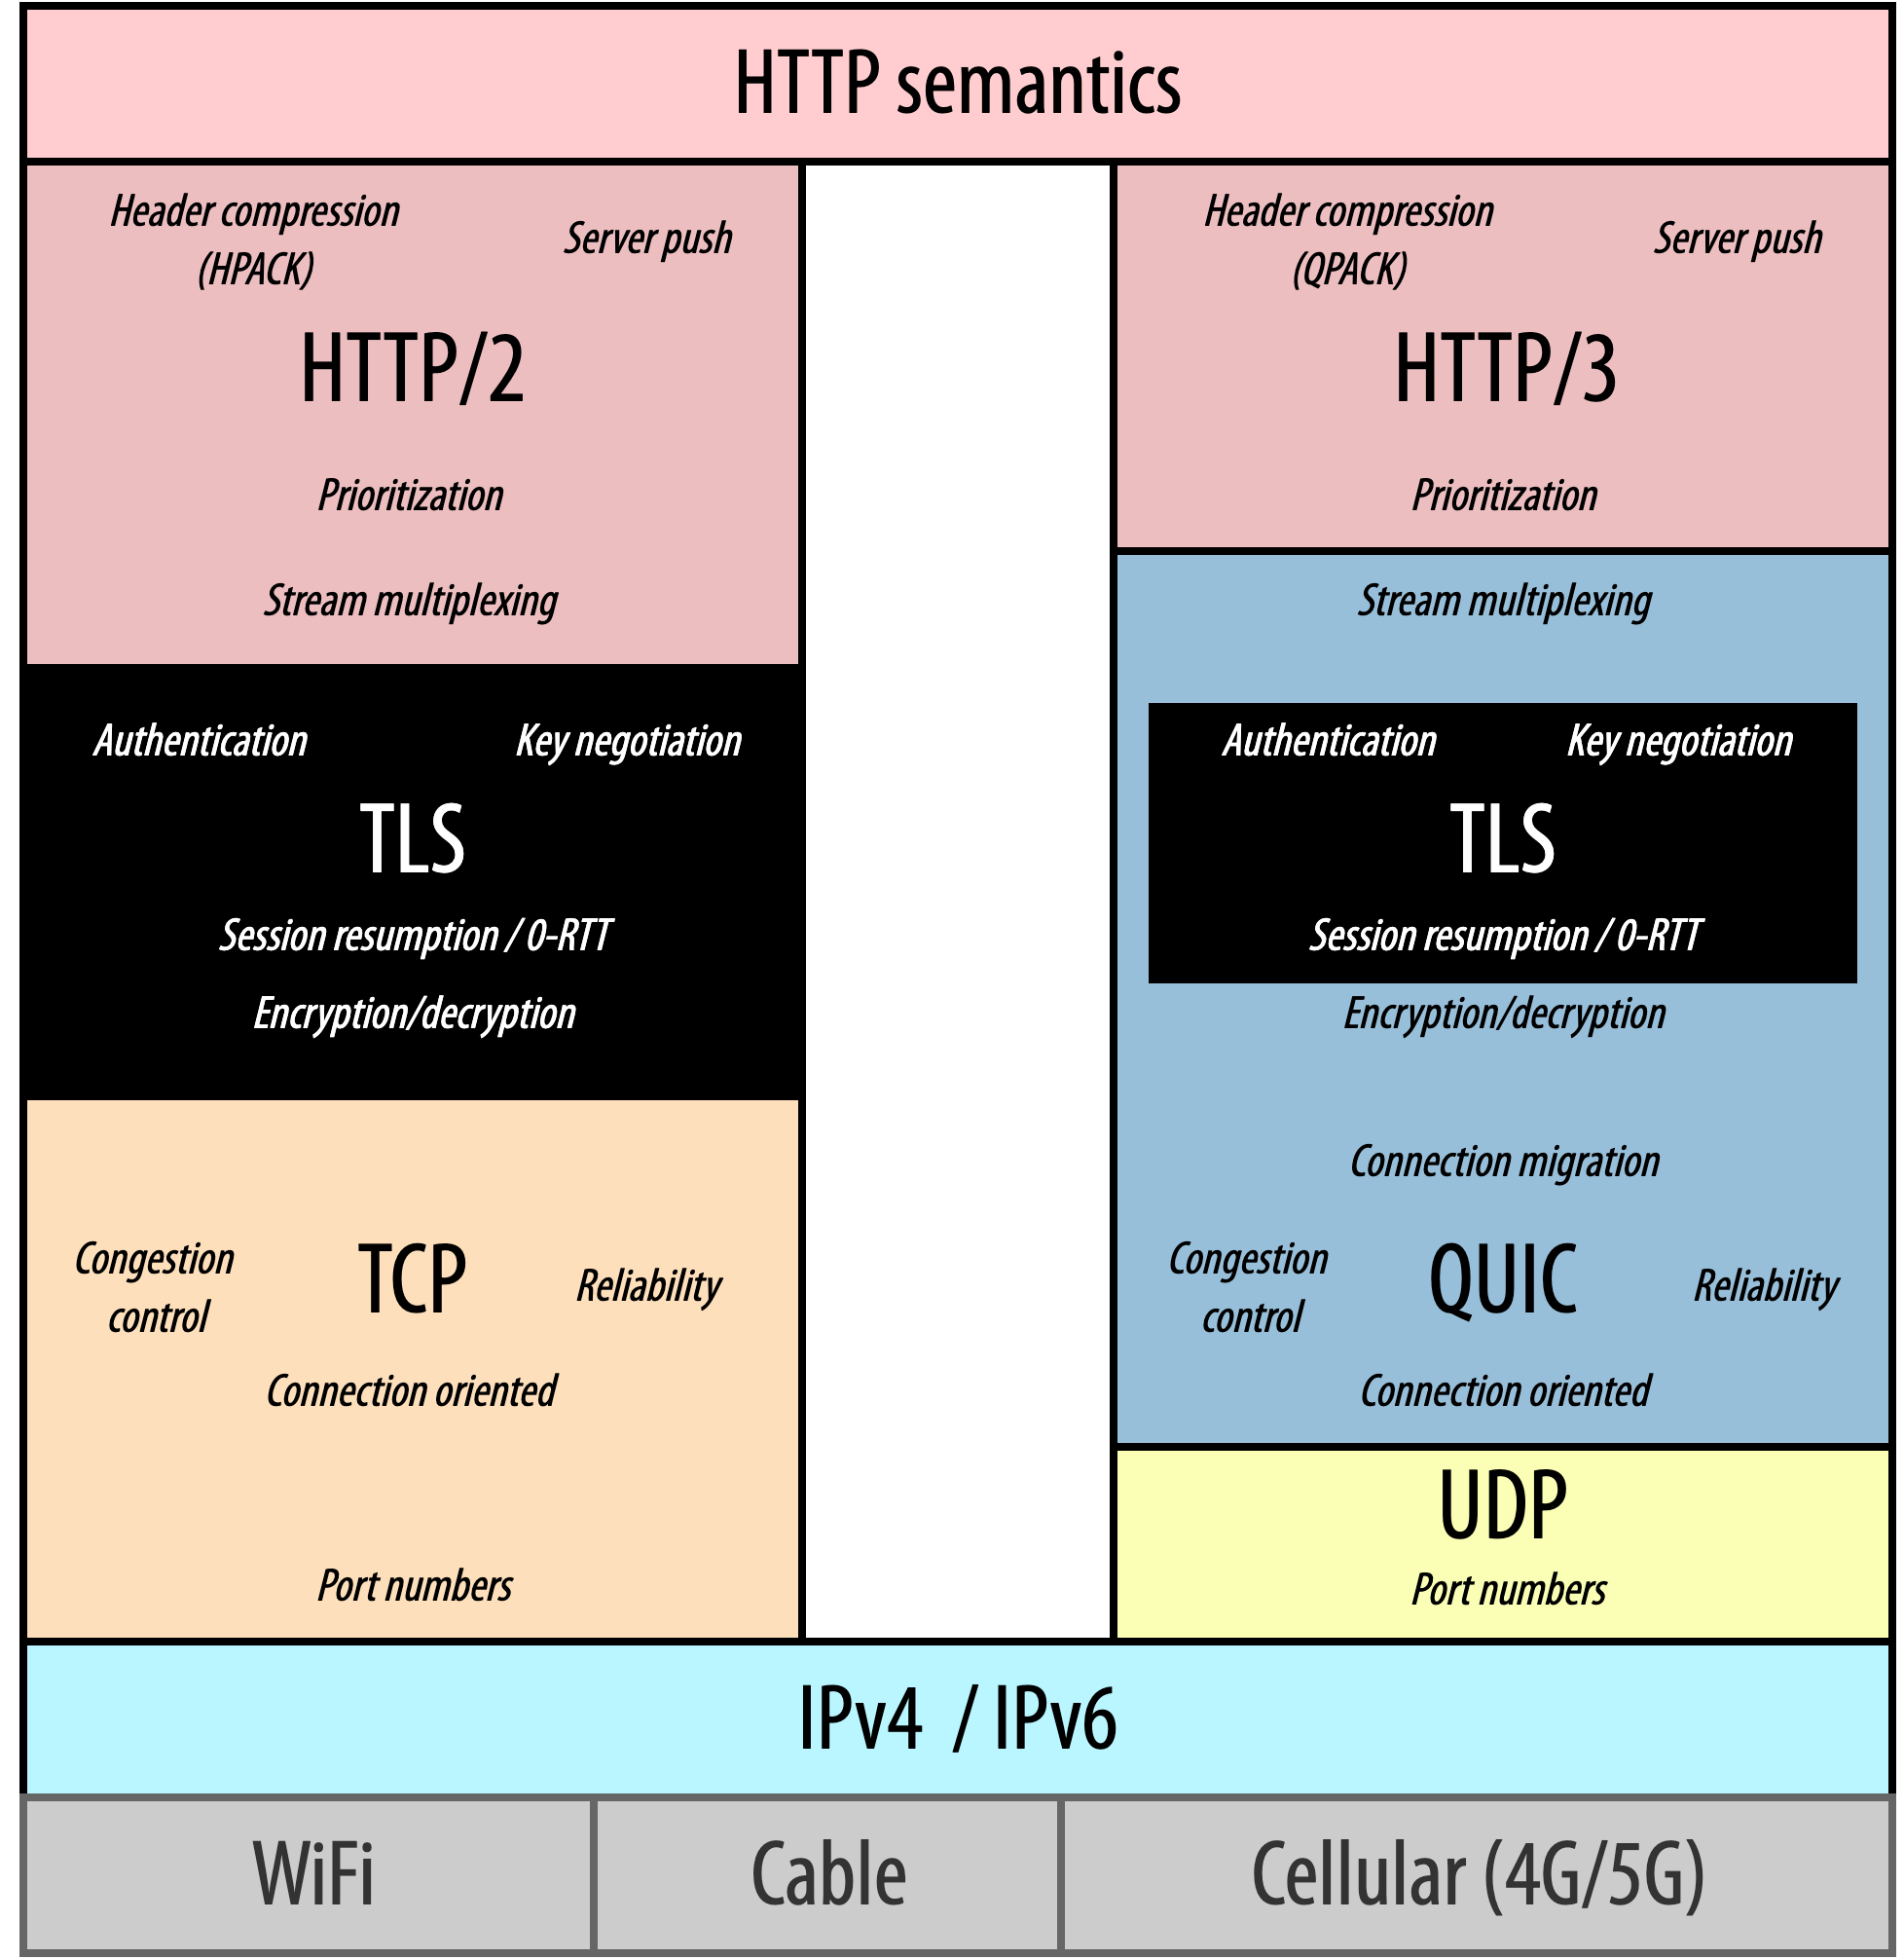 HTTP semantics
Header compression
(HPACK)
Server push
HTTP/2
Prioritization
Stream multiplexing
Authentication
Key negotiation
TLS
Session resumption / 0-RTT
Encryption/decryption
Congestion
control
TCP
Reliability
Connection oriented
Port numbers
Header compression
(QPACK)
Server push
HTTP/3
Prioritization
Stream multiplexing
Authentication
Key negotiation
TLS
Session resumption / 0-RTT
Encryption/decryption
Connection migration
Congestion
control
QUIC
Reliability
Connection oriented
UDP
Port numbers
IPv4 / IPv6
WiFi
Cable
Cellular (4G/5G)